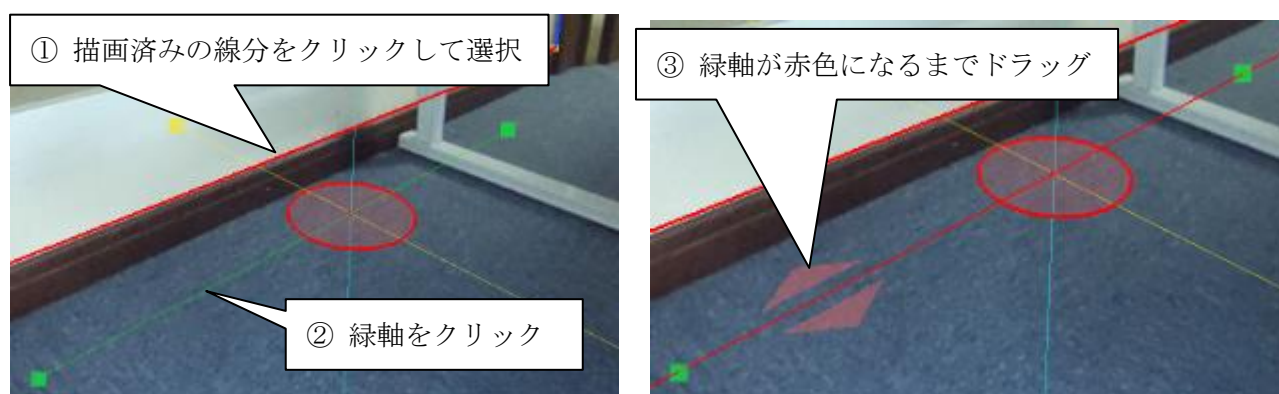 ① 描画済みの線分をクリックして選択
② 緑軸をクリック
③ 緑軸が赤色になるまでドラッグ